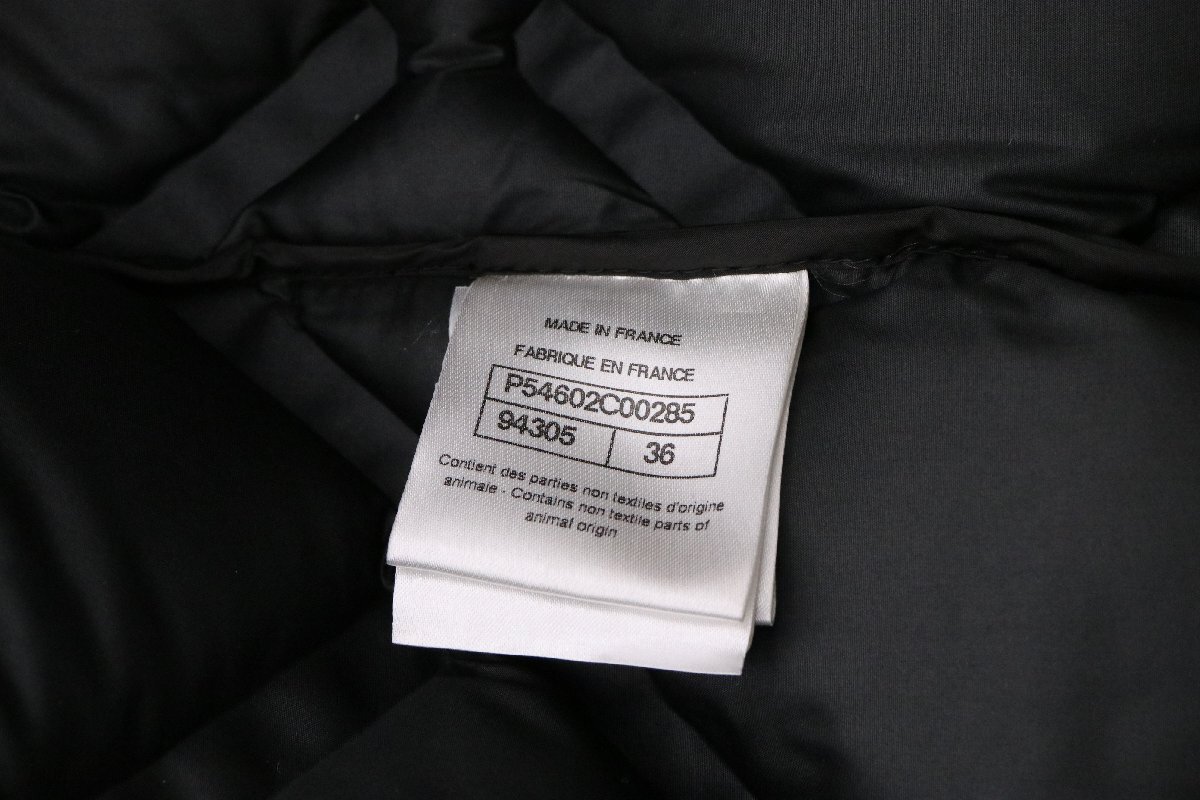 MADE IN FRANCE
FABRIQUE EN FRANCE
P54602C00285
94305 36
Contient des parties non textiles d'origine
animale - Contains non textile parts of
animal origin